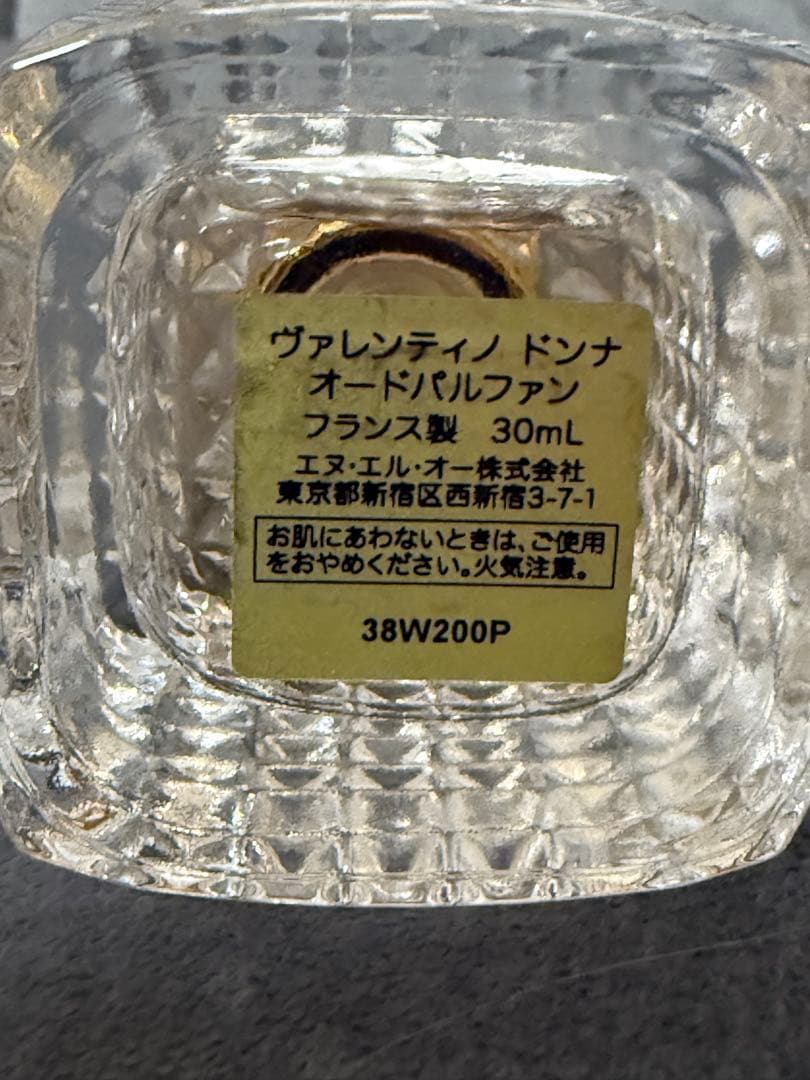 ヴァレンティノ ドンナ
オードパルファン
フランス製 30mL
エヌ・エル・オー株式会社
東京都新宿区西新宿3-7-1
お肌にあわないときは、ご使用
をおやめください。火気注意。
38W200P